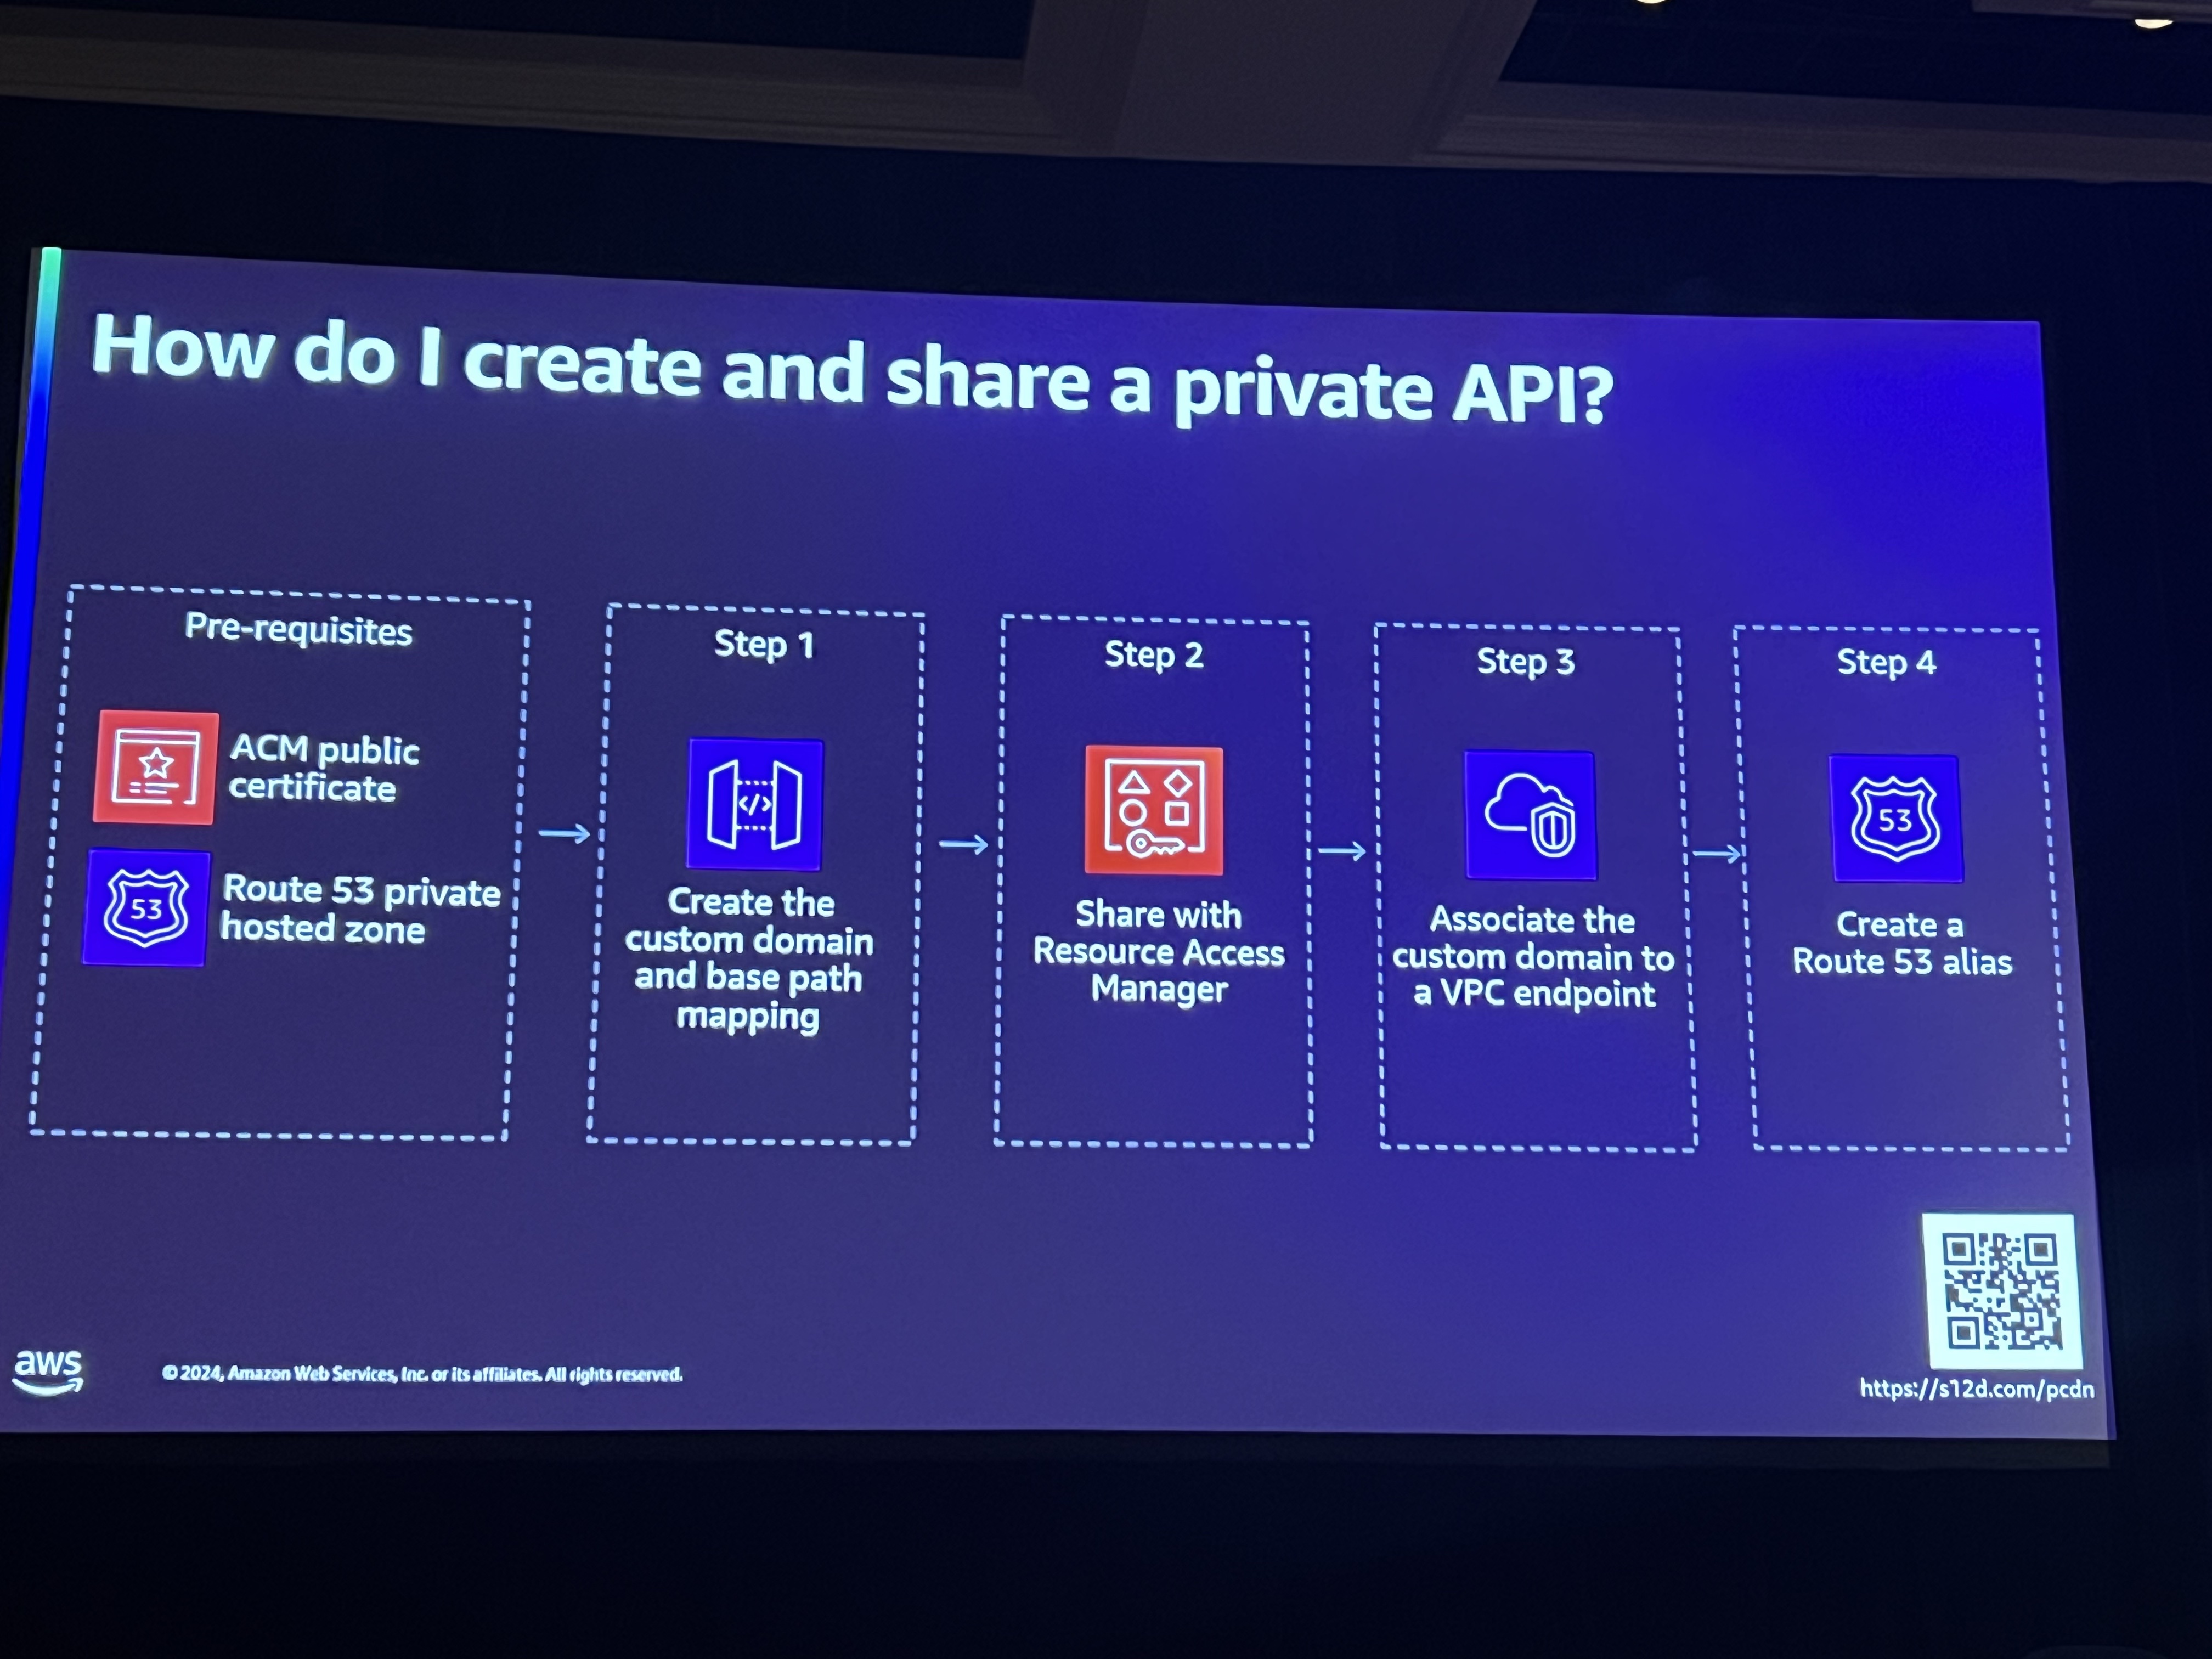 How do I create and share a private API?
Pre-requisites
ACM public
certificate
53
Route 53 private
hosted zone
Step 1
</>
Create the
custom domain
and base path
mapping
Step 2
Share with
Resource Access
Manager
Step 3
Associate the
custom domain to
a VPC endpoint
Step 4
53
Create a
Route 53 alias
aws
© 2024, Amazon Web Services, Inc. or its affiliates. All rights reserved.
https://s12d.com/pcdn